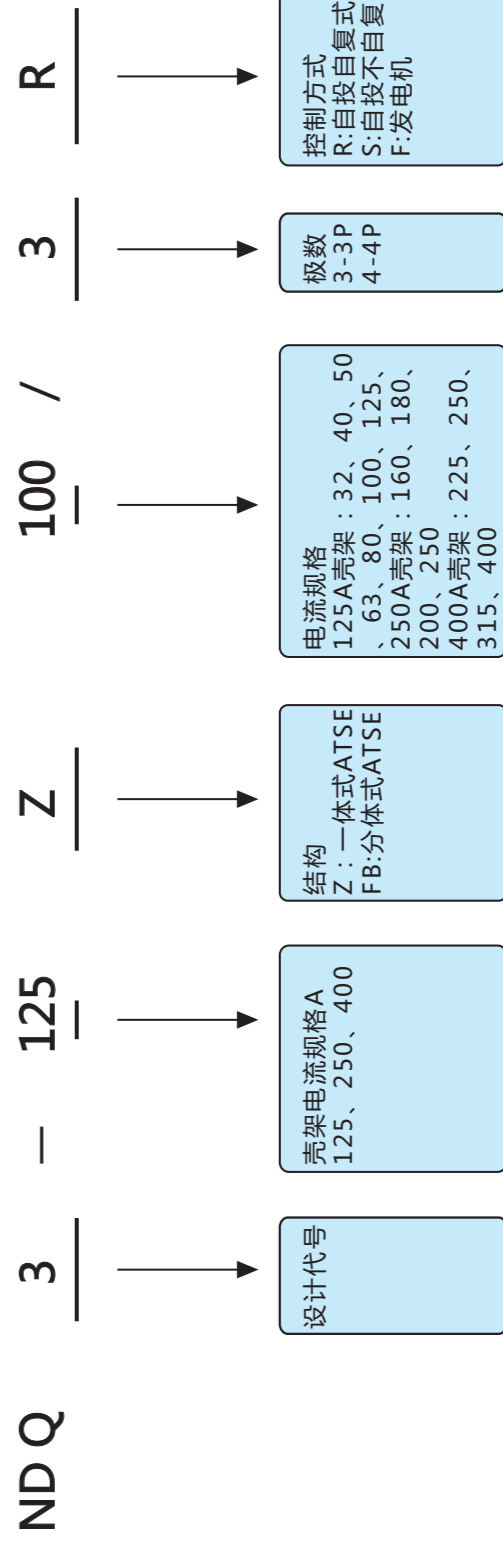 NDQ 3 — 125 Z 100 / 3 R
设计代号
壳架电流规格A
125、250、400
结构
Z：一体式ATSE
FB:分体式ATSE
电流规格
125A壳架：32、40、50
、63、80、100、125、
250A壳架：160、180、
200、250
400A壳架：225、250、
315、400
极数
3-3P
4-4P
控制方式
R:自投自复式
S:自投不自复
F:发电机